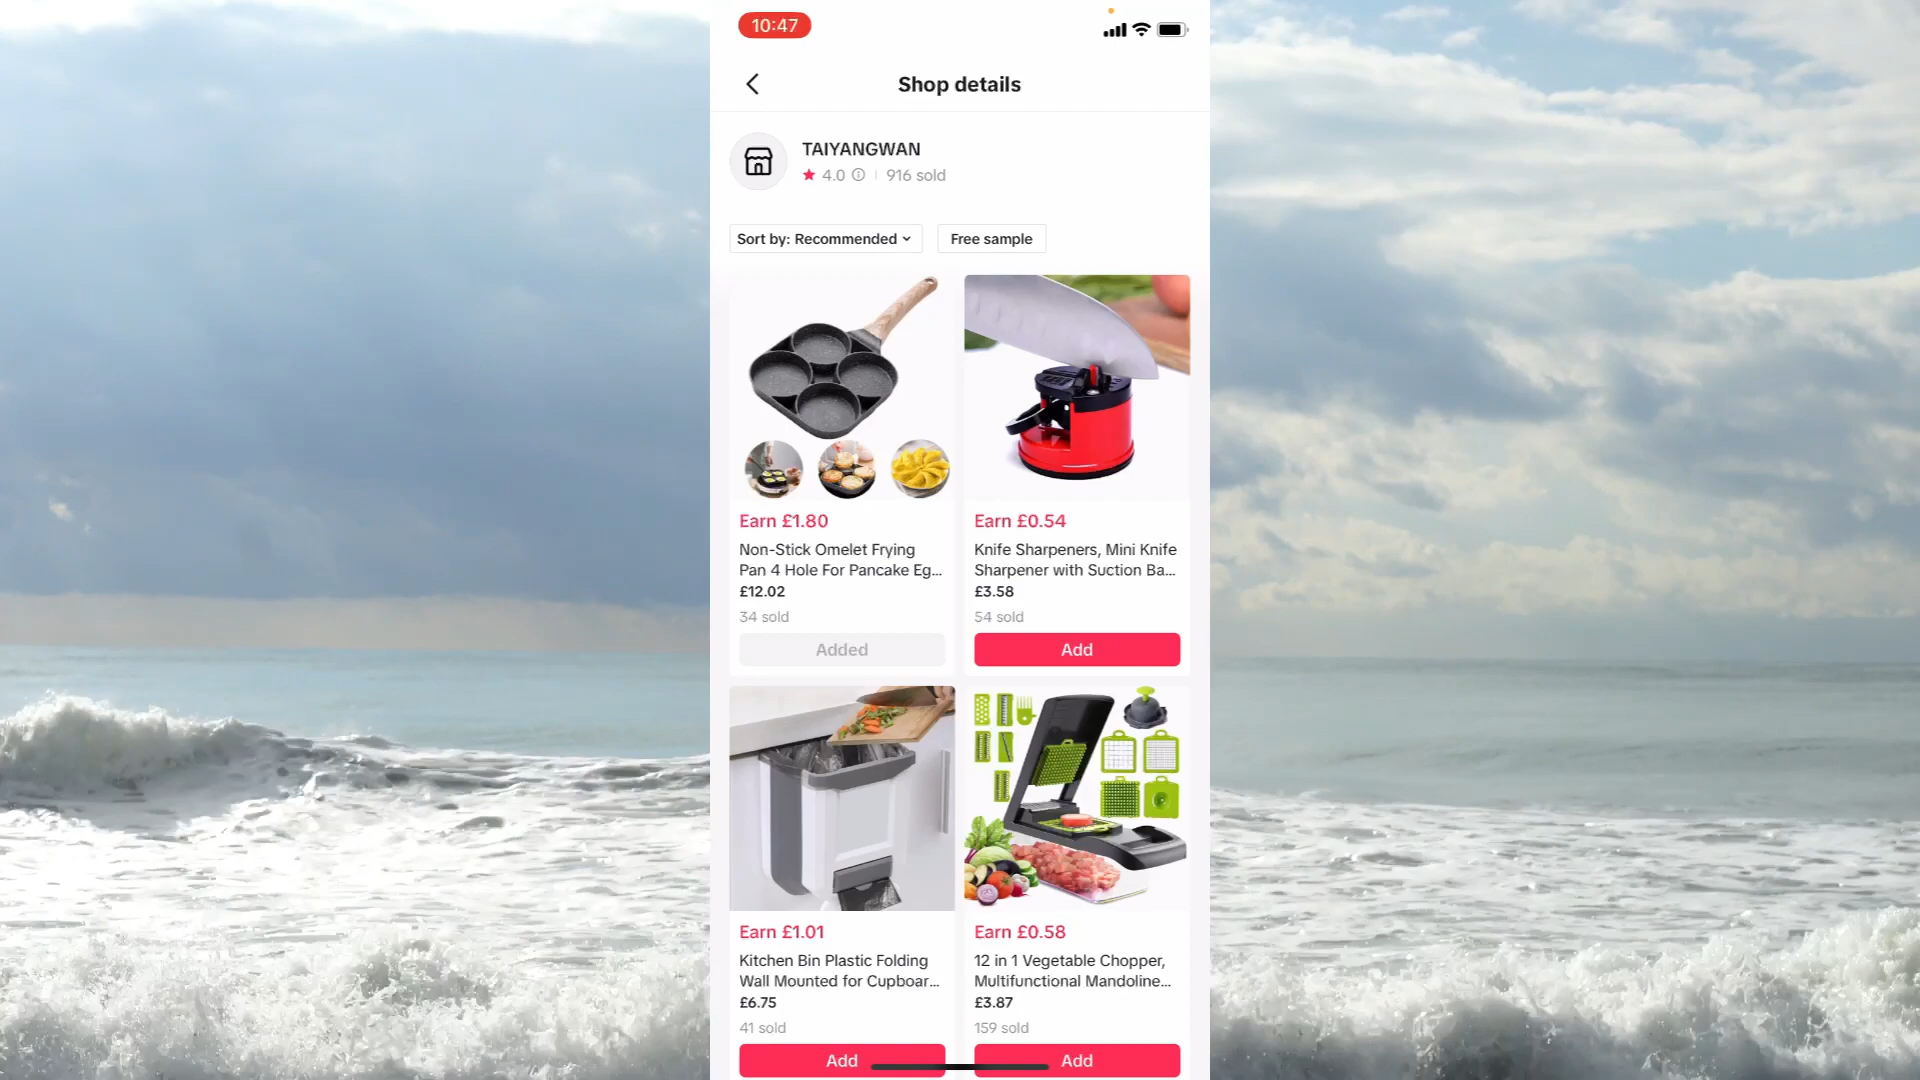 10:47
Shop details
TAIYANGWAN
4.0 | 916 sold
Sort by: Recommended
Free sample
Earn £1.80
Non-Stick Omelet Frying
Pan 4 Hole For Pancake Eg...
£12.02
34 sold
Added
Earn £0.54
Knife Sharpeners, Mini Knife
Sharpener with Suction Ba...
£3.58
54 sold
Add
Earn £1.01
Kitchen Bin Plastic Folding
Wall Mounted for Cupboar...
£6.75
41 sold
Add
Earn £0.58
12 in 1 Vegetable Chopper,
Multifunctional Mandoline...
£3.87
159 sold
Add